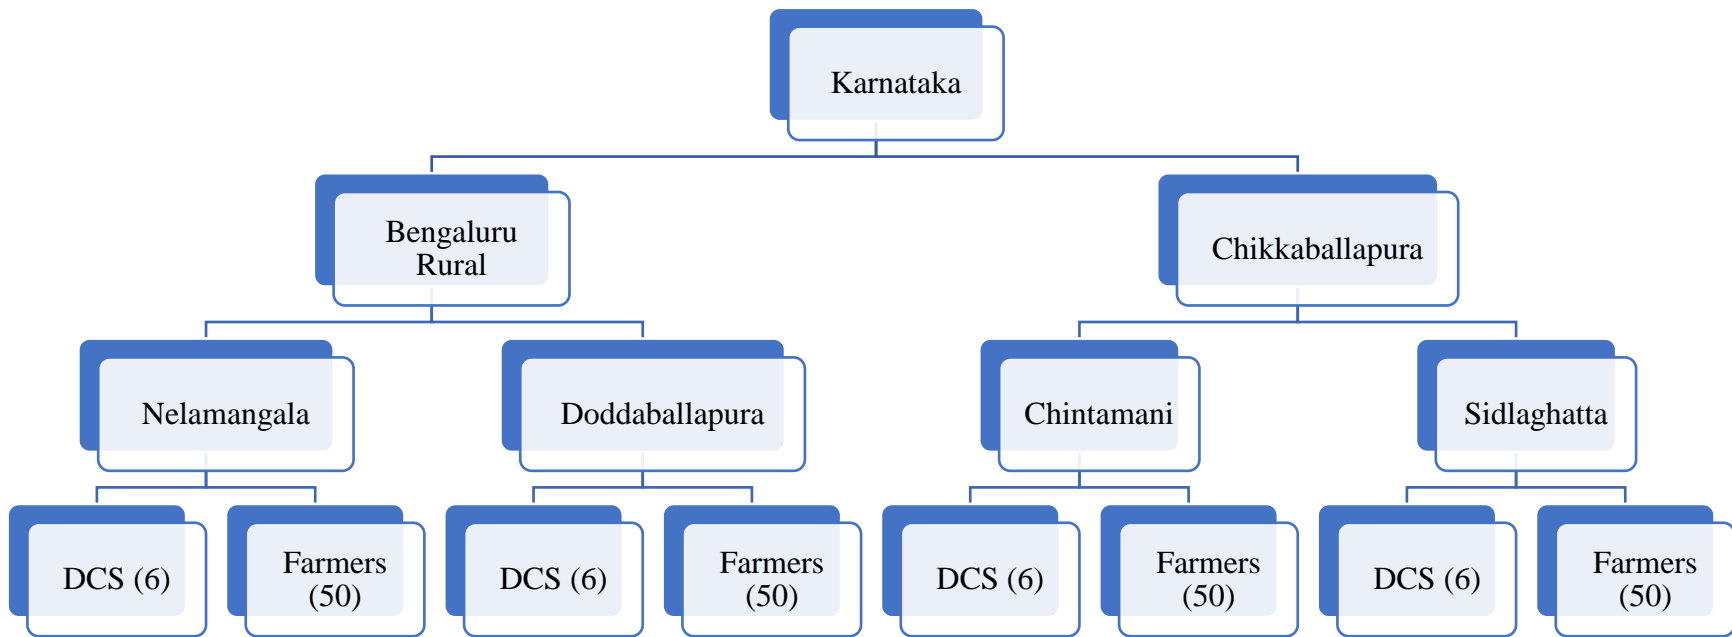 Karnataka
Bengaluru
Rural
Chikkaballapura
Nelamangala
Doddaballapura
Chintamani
Sidlaghatta
DCS (6)
Farmers
(50)
DCS (6)
Farmers
(50)
DCS (6)
Farmers
(50)
DCS (6)
Farmers
(50)